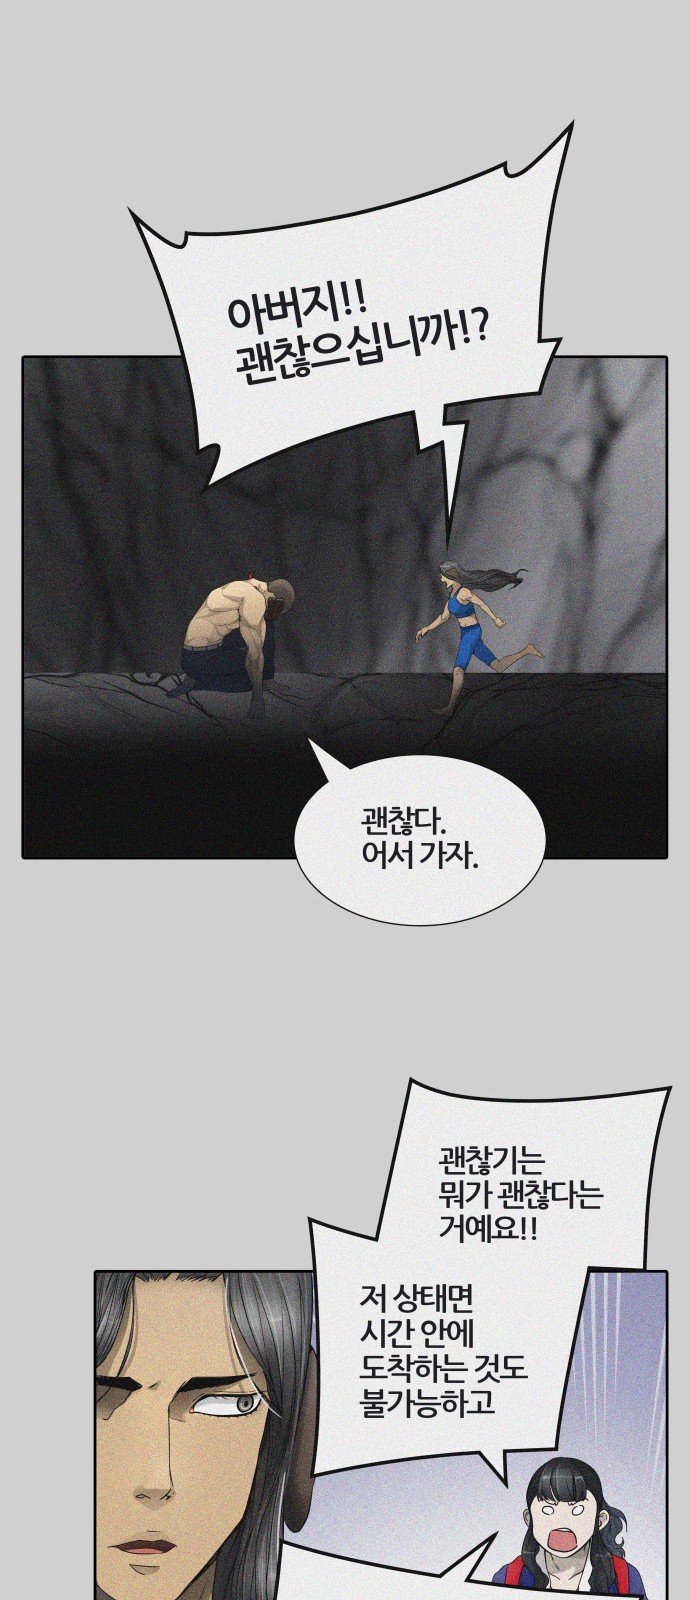 아버지!!
괜찮으십니까!?
괜찮다.
어서 가자.
괜찮기는
뭐가 괜찮다는
거예요!!
저 상태면
시간 안에
도착하는 것도
불가능하고